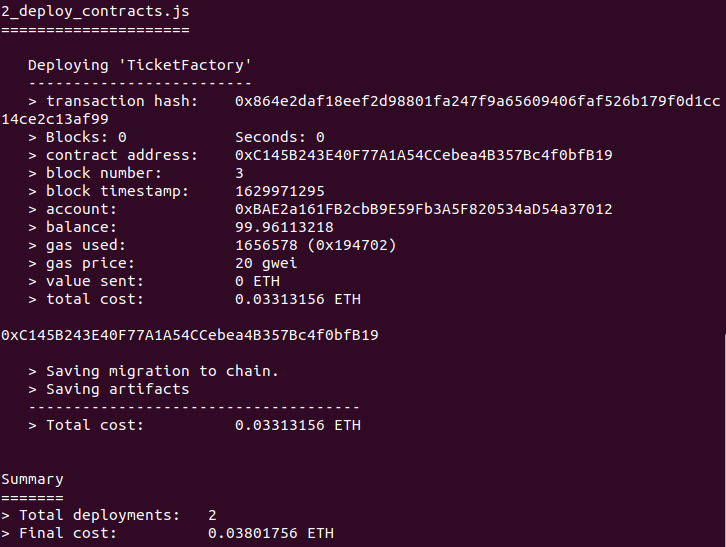 2_deploy_contracts.js
=====================
Deploying 'TicketFactory'
-------------------------
> transaction hash:    0x864e2daf18eef2d98801fa247f9a65609406faf526b179f0d1cc
14ce2c13af99
> Blocks: 0            Seconds: 0
> contract address:    0xC145B243E40F77A1A54CCebea4B357Bc4f0bfB19
> block number:        3
> block timestamp:     1629971295
> account:             0xBAE2a161FB2cbB9E59Fb3A5F820534aD54a37012
> balance:             99.96113218
> gas used:            1656578 (0x194702)
> gas price:           20 gwei
> value sent:          0 ETH
> total cost:          0.03313156 ETH
0xC145B243E40F77A1A54CCebea4B357Bc4f0bfB19
> Saving migration to chain.
> Saving artifacts
-------------------------------------
> Total cost:          0.03313156 ETH
Summary
=======
> Total deployments:   2
> Final cost:          0.03801756 ETH